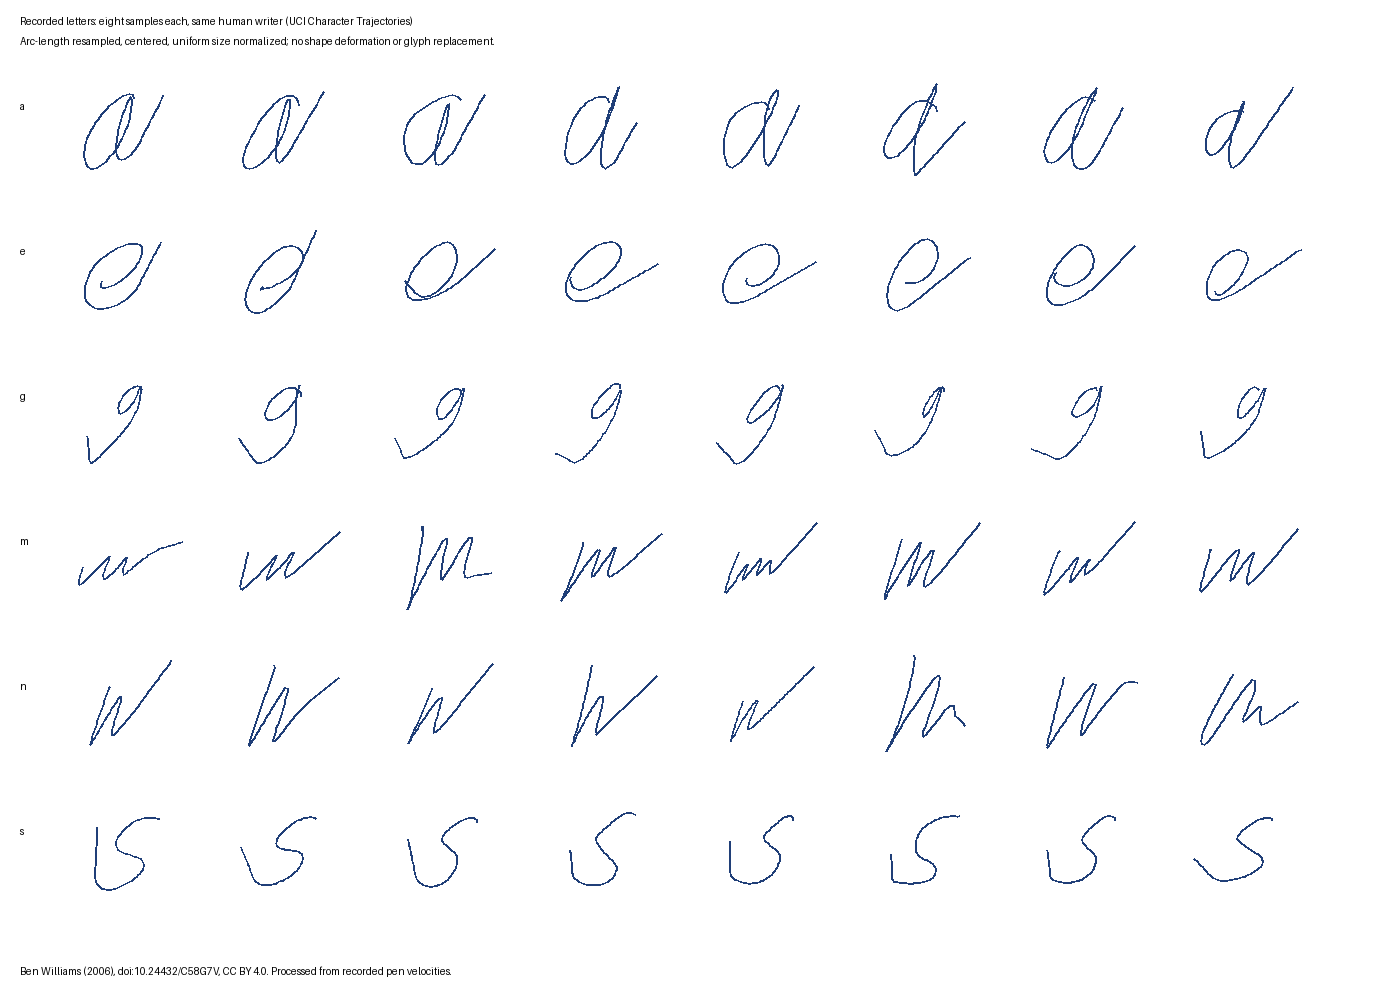 Recorded letters: eight samples each, same human writer (UCI Character Trajectories)
Arc-length resampled, centered, uniform size normalized; no shape deformation or glyph replacement.
a a a a a a a a a
e e e e e e e e e
g g g g g g g g g
m m m m m m m m m
n n n n n n n n n
s s s s s s s s s
Ben Williams (2006), doi:10.24432/C58G7V, CC BY 4.0. Processed from recorded pen velocities.